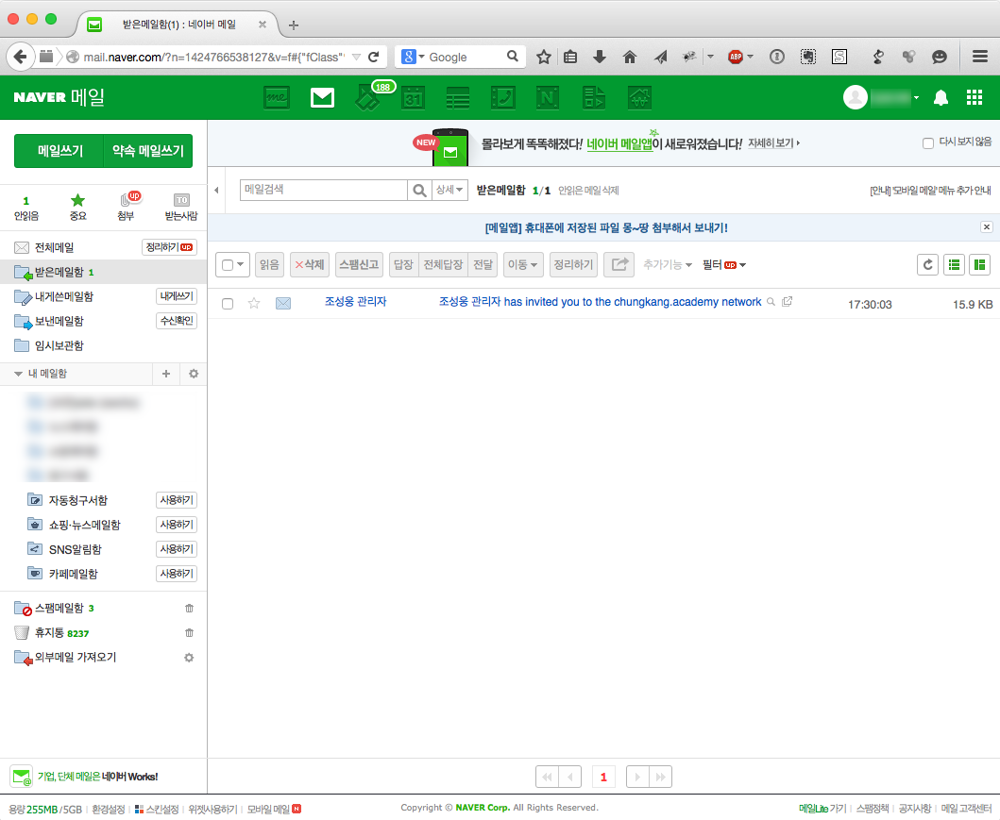 받은메일함(1) : 네이버 메일
mail.naver.com/?n=1424766538127&v=f#{"fClass"
Google
ABP
NAVER 메일
me
188
31
N
메일쓰기 약속 메일쓰기
NEW 몰라보게 똑똑해졌다! 네이버 메일앱이 새로워졌습니다! 자세히보기
다시 보지 않음
1 up TO
안읽음 중요 첨부 받는사람
메일검색 상세 받은메일함 1/1 안읽은 메일 삭제
[안내] '모바일 메일' 메뉴 추가 안내
[메일앱] 휴대폰에 저장된 파일 몽~땅 첨부해서 보내기!
전체메일 정리하기 up
받은메일함 1
내게쓴메일함 내게쓰기
보낸메일함 수신확인
임시보관함
읽음 삭제 스팸신고 답장 전체답장 전달 이동 정리하기 추가기능 필터 up
조성웅 관리자 조성웅 관리자 has invited you to the chungkang.academy network 17:30:03 15.9 KB
내 메일함
자동청구서함 사용하기
쇼핑·뉴스메일함 사용하기
SNS알림함 사용하기
카페메일함 사용하기
스팸메일함 3
휴지통 8237
외부메일 가져오기
기업, 단체 메일은 네이버 Works!
1
용량 255MB/5GB 환경설정 스킨설정 위젯사용하기 모바일 메일 N
Copyright © NAVER Corp. All Rights Reserved.
메일Lite 가기 스팸정책 공지사항 메일 고객센터